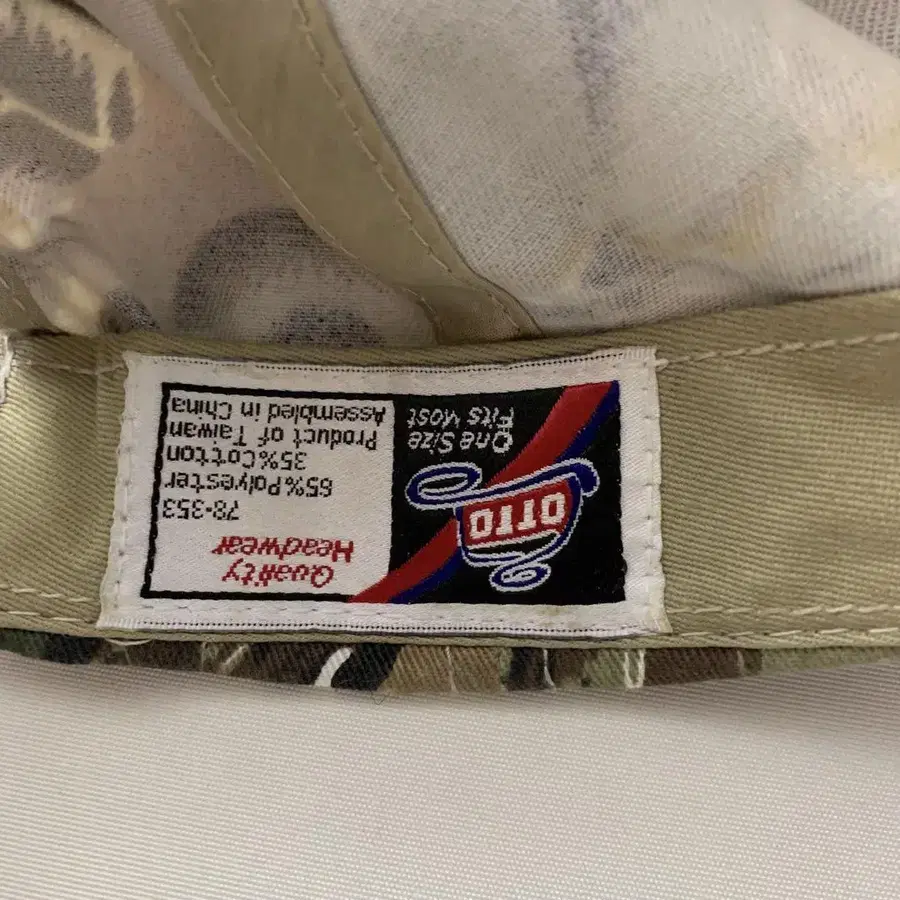 OTTO
One Size
Fits Most
Quality
Headwear
78-353
65%Polyester
35%Cotton
Product of Taiwan
Assembled in China